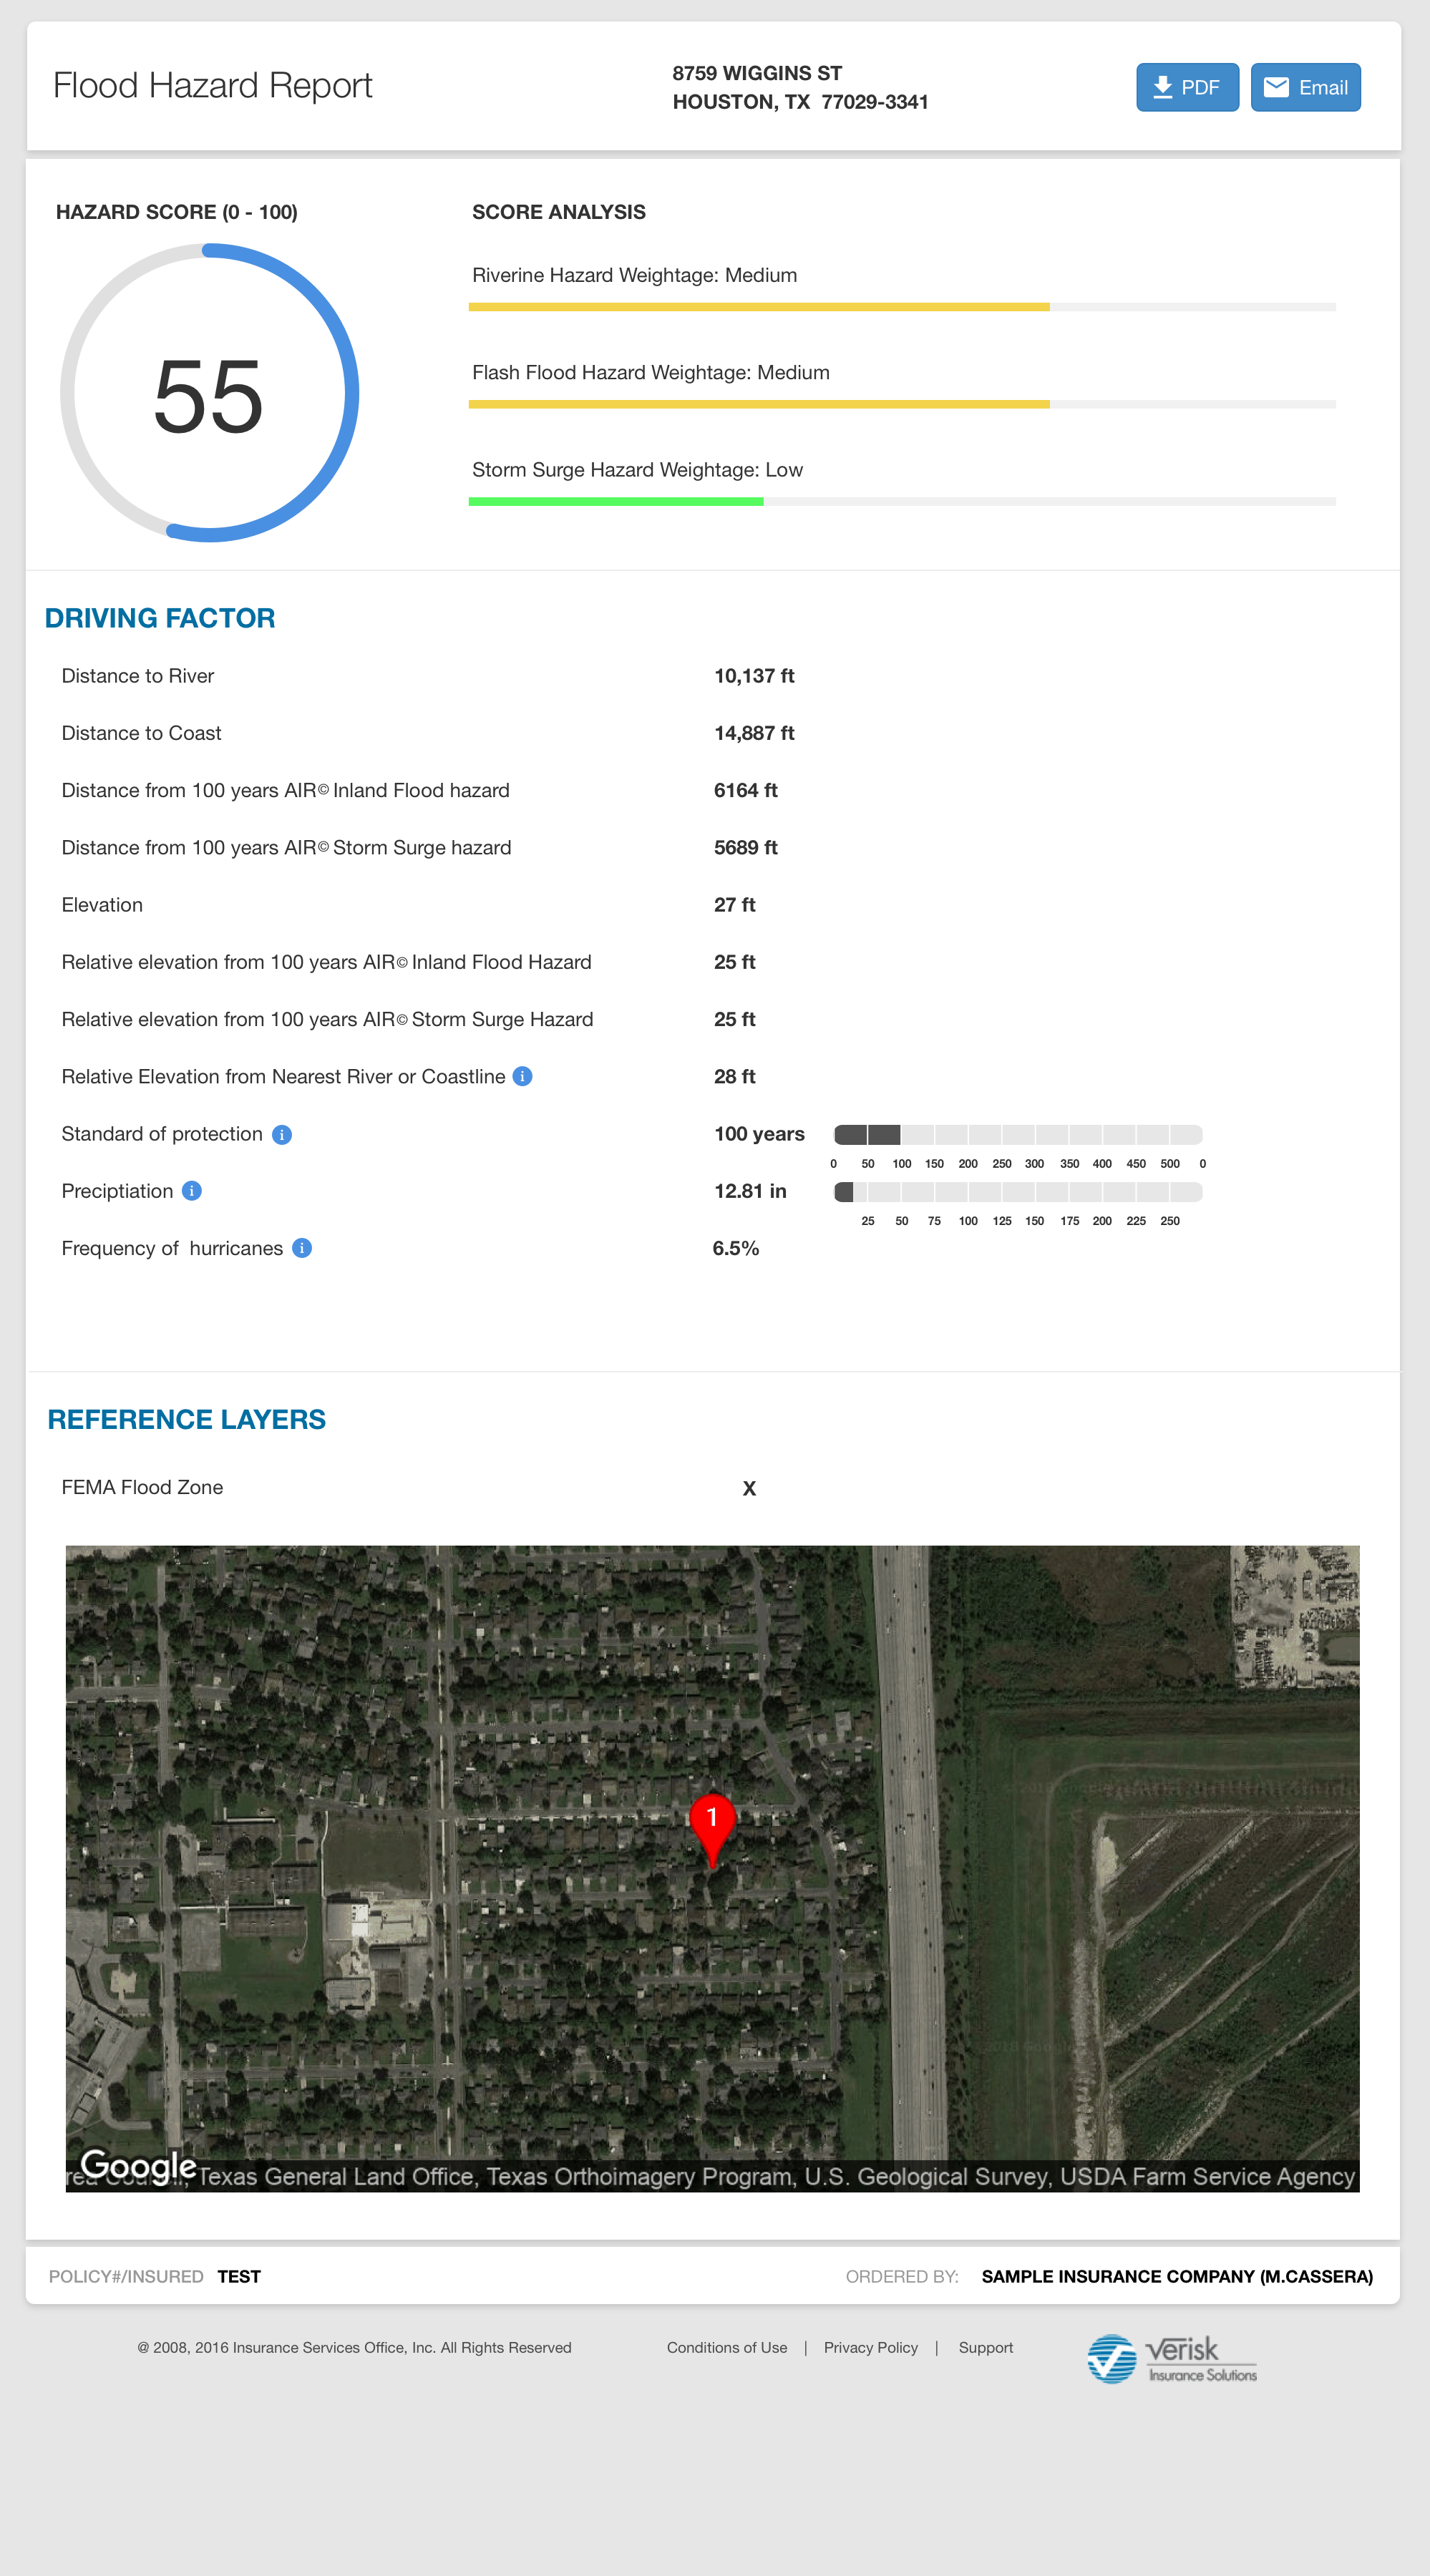 Flood Hazard Report
8759 WIGGINS ST
HOUSTON, TX  77029-3341
PDF
Email
HAZARD SCORE (0 - 100)
55
SCORE ANALYSIS
Riverine Hazard Weightage: Medium
Flash Flood Hazard Weightage: Medium
Storm Surge Hazard Weightage: Low
DRIVING FACTOR
Distance to River 10,137 ft
Distance to Coast 14,887 ft
Distance from 100 years AIR© Inland Flood hazard 6164 ft
Distance from 100 years AIR© Storm Surge hazard 5689 ft
Elevation 27 ft
Relative elevation from 100 years AIR© Inland Flood Hazard 25 ft
Relative elevation from 100 years AIR© Storm Surge Hazard 25 ft
Relative Elevation from Nearest River or Coastline i 28 ft
Standard of protection i 100 years
0 50 100 150 200 250 300 350 400 450 500 0
Preciptiation i 12.81 in
25 50 75 100 125 150 175 200 225 250
Frequency of  hurricanes i 6.5%
REFERENCE LAYERS
FEMA Flood Zone X
1
Google
Texas General Land Office, Texas Orthoimagery Program, U.S. Geological Survey, USDA Farm Service Agency
POLICY#/INSURED TEST
ORDERED BY: SAMPLE INSURANCE COMPANY (M.CASSERA)
@ 2008, 2016 Insurance Services Office, Inc. All Rights Reserved
Conditions of Use | Privacy Policy | Support
verisk
Insurance Solutions